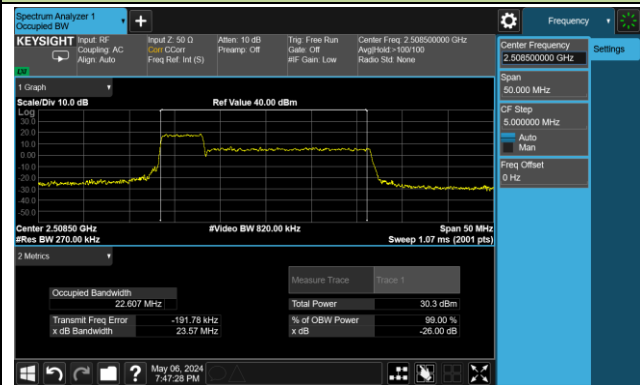 Spectrum Analyzer 1
Occupied BW
Frequency
KEYSIGHT
Input: RF
Coupling: AC
Align: Auto
Input Z: 50 Ω
Corr CCorr
Freq Ref: Int (S)
Atten: 10 dB
Preamp: Off
Trig: Free Run
Gate: Off
#IF Gain: Low
Center Freq: 2.508500000 GHz
Avg|Hold:>100/100
Radio Std: None
Center Frequency
2.508500000 GHz
Settings
Span
50.000 MHz
CF Step
5.000000 MHz
Auto
Man
Freq Offset
0 Hz
1 Graph
Scale/Div 10.0 dB
Ref Value 40.00 dBm
Log
30.0
20.0
10.0
0.00
-10.0
-20.0
-30.0
-40.0
-50.0
Center 2.50850 GHz
#Video BW 820.00 kHz
Span 50 MHz
#Res BW 270.00 kHz
Sweep 1.07 ms (2001 pts)
2 Metrics
Measure Trace
Trace 1
Occupied Bandwidth
22.607 MHz
Total Power
30.3 dBm
Transmit Freq Error
-191.78 kHz
% of OBW Power
99.00 %
x dB Bandwidth
23.57 MHz
x dB
-26.00 dB
May 06, 2024
7:47:28 PM